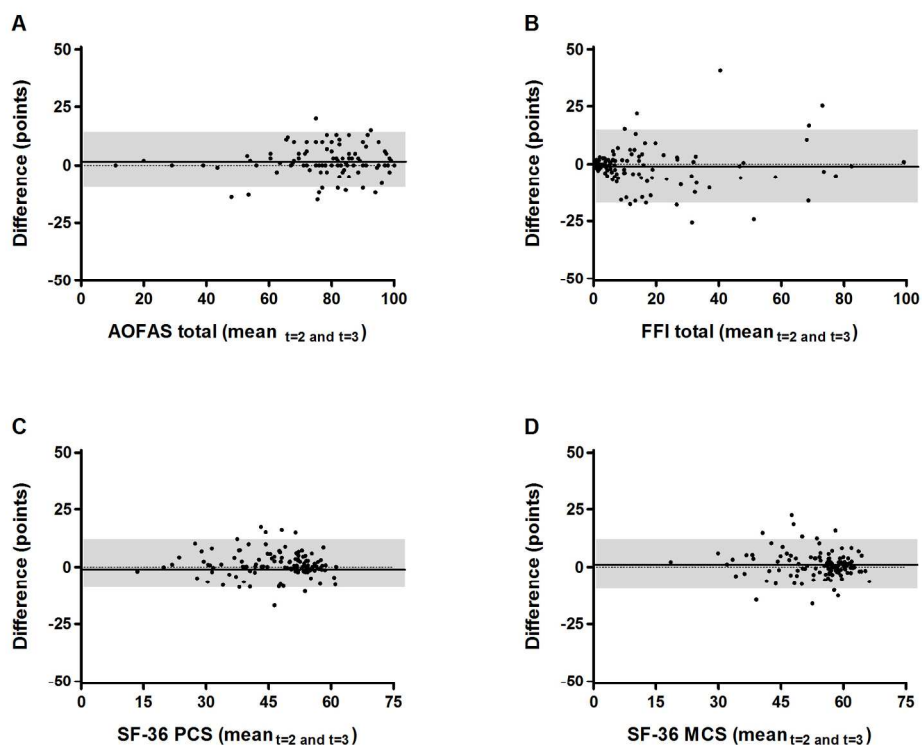 A
50
25
0
-25
-50
Difference (points)
0 20 40 60 80 100
AOFAS total (mean t=2 and t=3)
B
50
25
0
-25
-50
Difference (points)
0 20 40 60 80 100
FFI total (mean t=2 and t=3)
C
50
25
0
-25
-50
Difference (points)
0 15 30 45 60 75
SF-36 PCS (mean t=2 and t=3)
D
50
25
0
-25
-50
Difference (points)
0 15 30 45 60 75
SF-36 MCS (mean t=2 and t=3)